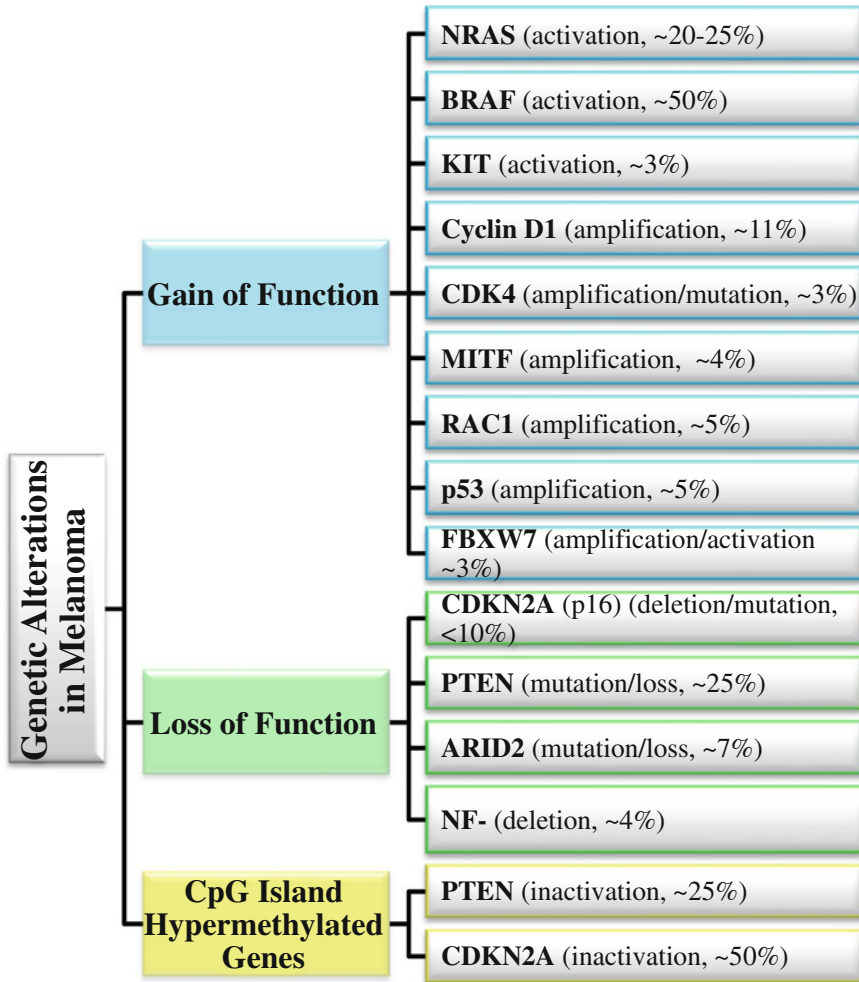 Genetic Alterations
in Melanoma
Gain of Function
NRAS (activation, ~20-25%)
BRAF (activation, ~50%)
KIT (activation, ~3%)
Cyclin D1 (amplification, ~11%)
CDK4 (amplification/mutation, ~3%)
MITF (amplification, ~4%)
RAC1 (amplification, ~5%)
p53 (amplification, ~5%)
FBXW7 (amplification/activation
~3%)
Loss of Function
CDKN2A (p16) (deletion/mutation,
<10%)
PTEN (mutation/loss, ~25%)
ARID2 (mutation/loss, ~7%)
NF- (deletion, ~4%)
CpG Island
Hypermethylated
Genes
PTEN (inactivation, ~25%)
CDKN2A (inactivation, ~50%)